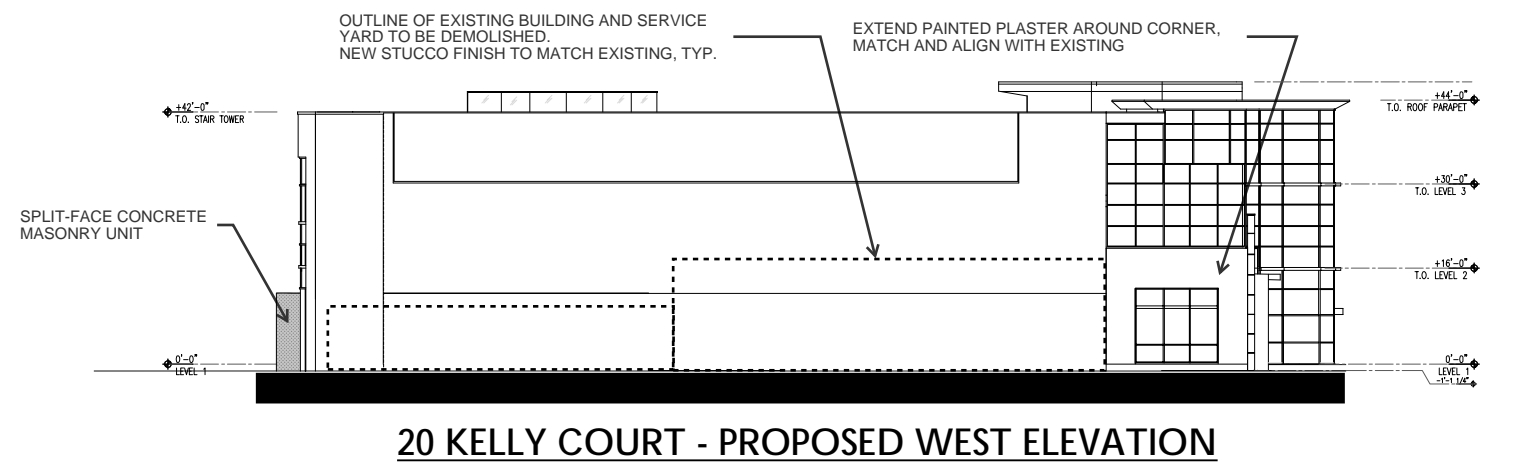 OUTLINE OF EXISTING BUILDING AND SERVICE
YARD TO BE DEMOLISHED.
NEW STUCCO FINISH TO MATCH EXISTING, TYP.
EXTEND PAINTED PLASTER AROUND CORNER,
MATCH AND ALIGN WITH EXISTING
+42'-0"
T.O. STAIR TOWER
+44'-0"
T.O. ROOF PARAPET
+30'-0"
T.O. LEVEL 3
SPLIT-FACE CONCRETE
MASONRY UNIT
+16'-0"
T.O. LEVEL 2
0'-0"
LEVEL 1
0'-0"
LEVEL 1
-1'-1 1/4"
20 KELLY COURT - PROPOSED WEST ELEVATION